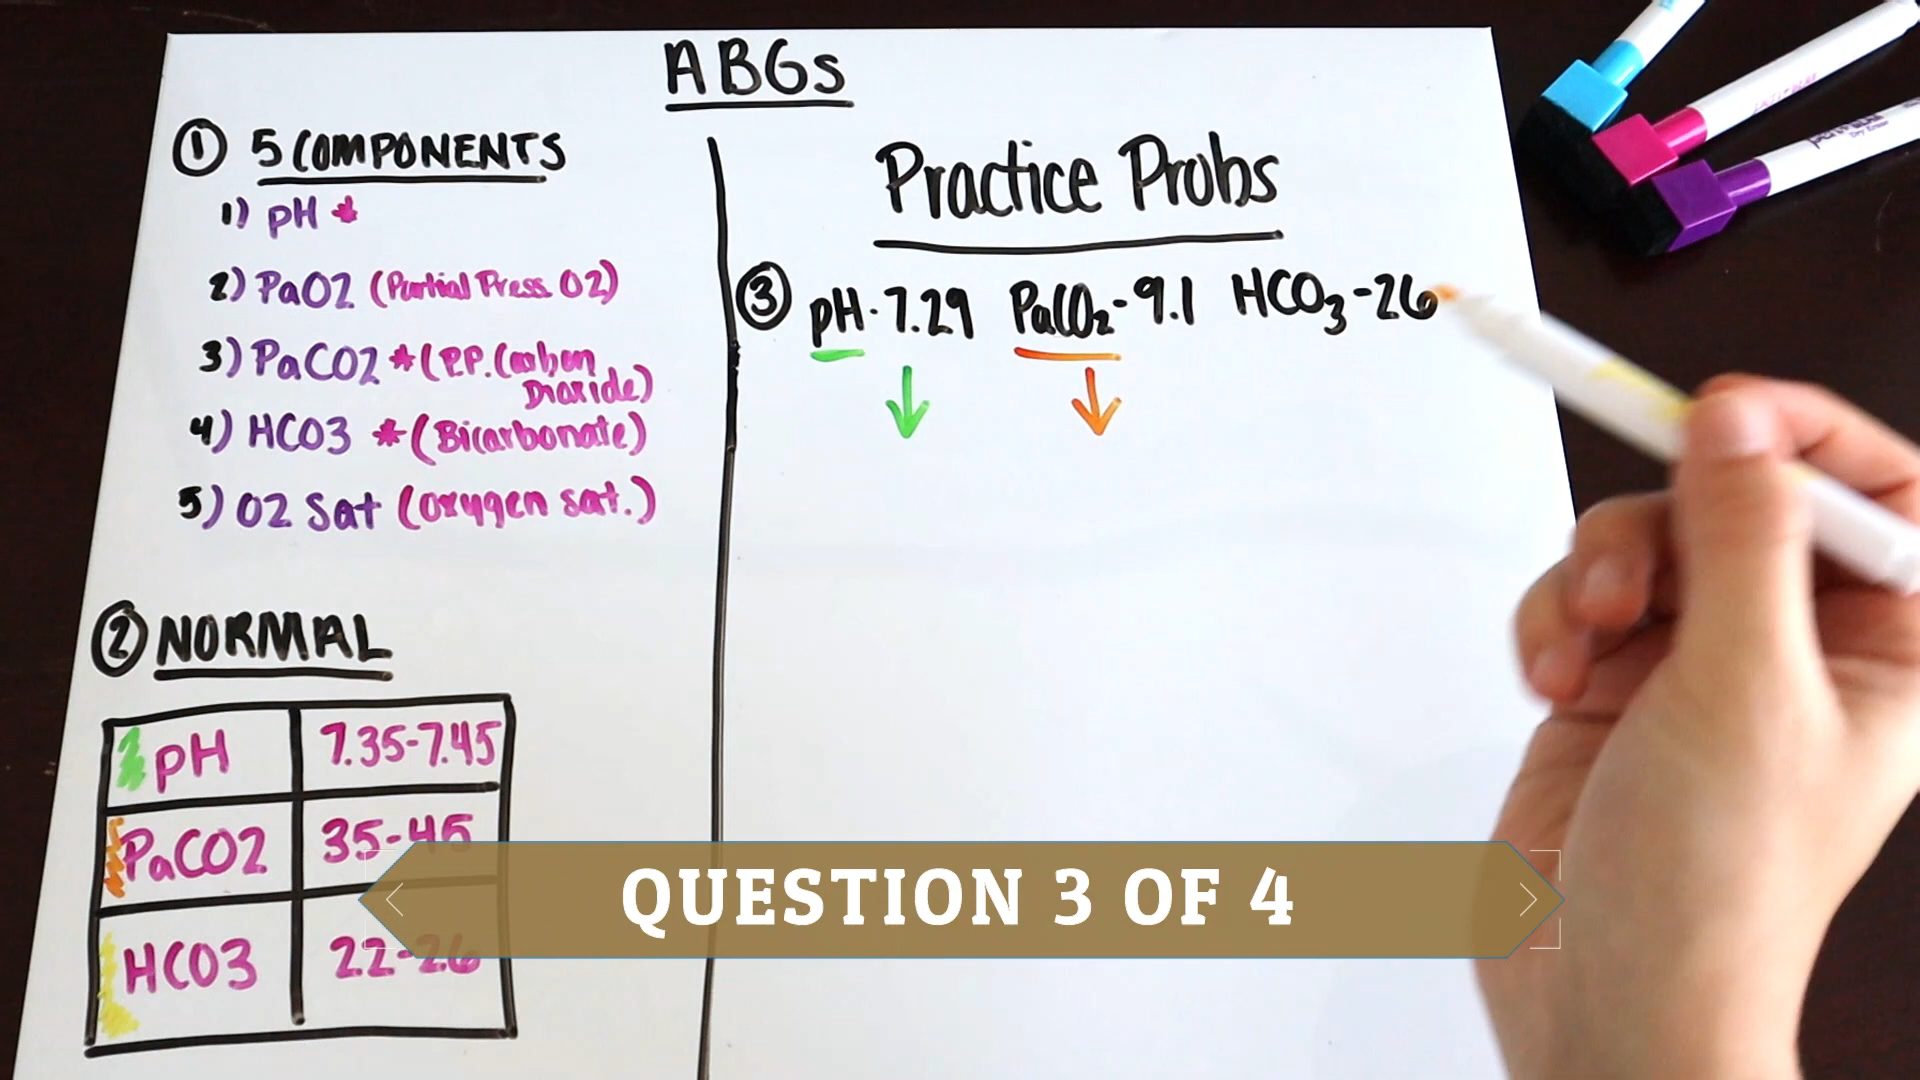 ABGs
① 5 COMPONENTS
1) pH *
2) PaO2 (Partial Press O2)
3) PaCO2 * (P.P. Carbon
Dioxide)
4) HCO3 * (Bicarbonate)
5) O2 Sat (oxygen sat.)
② NORMAL
pH 7.35-7.45
PaCO2 35-45
HCO3 22-26
Practice Probs
③ pH-7.29 PaCO₂-9.1 HCO₃-26
↓ ↓
QUESTION 3 OF 4